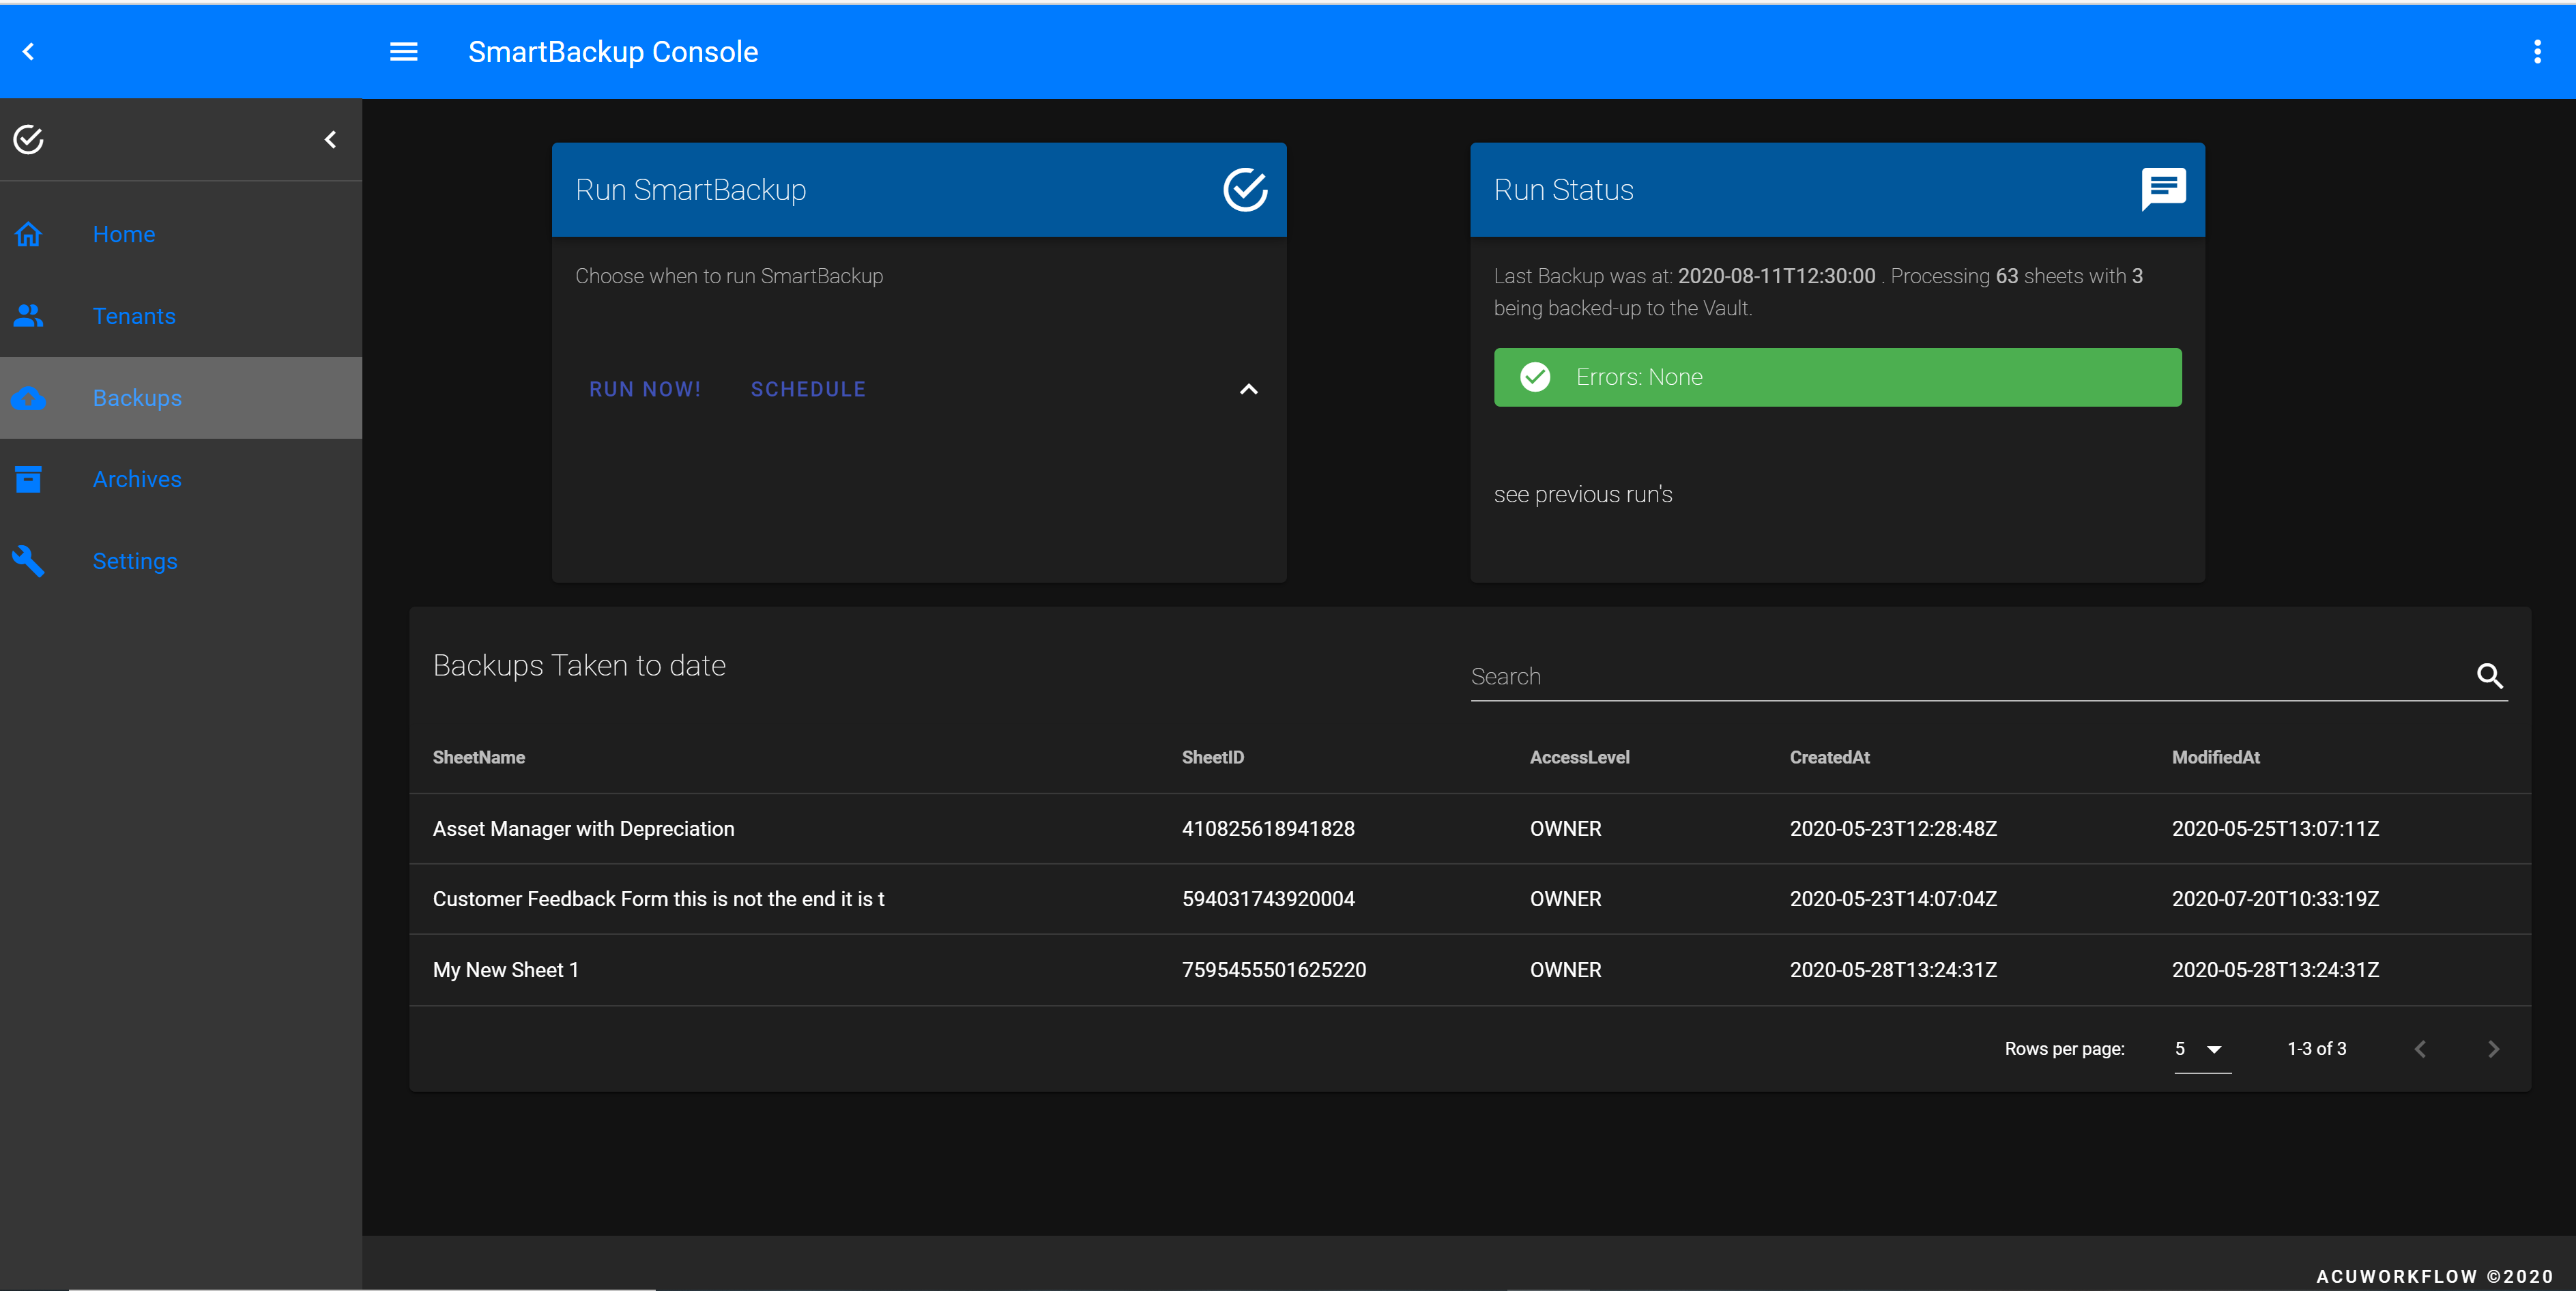 SmartBackup Console
Home
Tenants
Backups
Archives
Settings
Run SmartBackup
Choose when to run SmartBackup
RUN NOW! SCHEDULE
Run Status
Last Backup was at: 2020-08-11T12:30:00 . Processing 63 sheets with 3
being backed-up to the Vault.
Errors: None
see previous run's
Backups Taken to date
Search
SheetName SheetID AccessLevel CreatedAt ModifiedAt
Asset Manager with Depreciation 410825618941828 OWNER 2020-05-23T12:28:48Z 2020-05-25T13:07:11Z
Customer Feedback Form this is not the end it is t 594031743920004 OWNER 2020-05-23T14:07:04Z 2020-07-20T10:33:19Z
My New Sheet 1 7595455501625220 OWNER 2020-05-28T13:24:31Z 2020-05-28T13:24:31Z
Rows per page: 5 1-3 of 3
ACUWORKFLOW ©2020